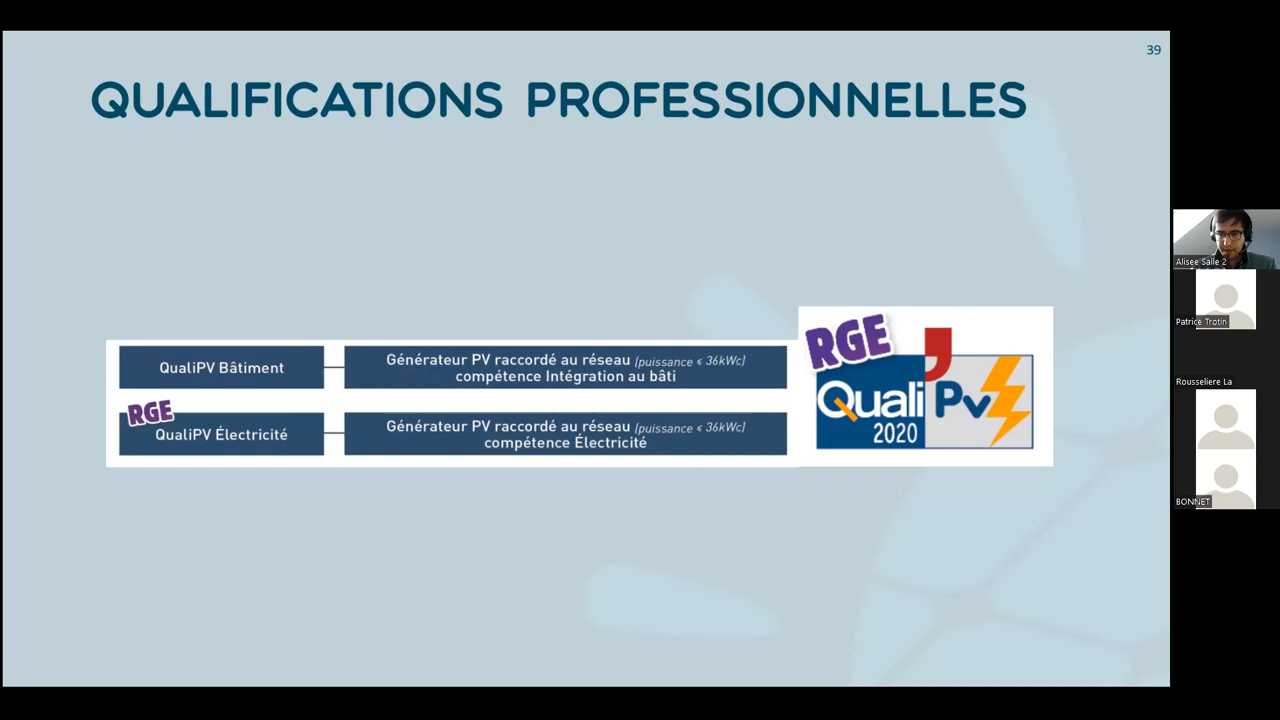 39
QUALIFICATIONS PROFESSIONNELLES
QualiPV Bâtiment
Générateur PV raccordé au réseau (puissance € 36kWc)
compétence Intégration au bâti
RGE
QualiPV Électricité
Générateur PV raccordé au réseau (puissance € 36kWc)
compétence Électricité
RGE
Quali Pv
2020
Alisee Salle 2
Patrice Trotin
Rousseliere La
BONNET